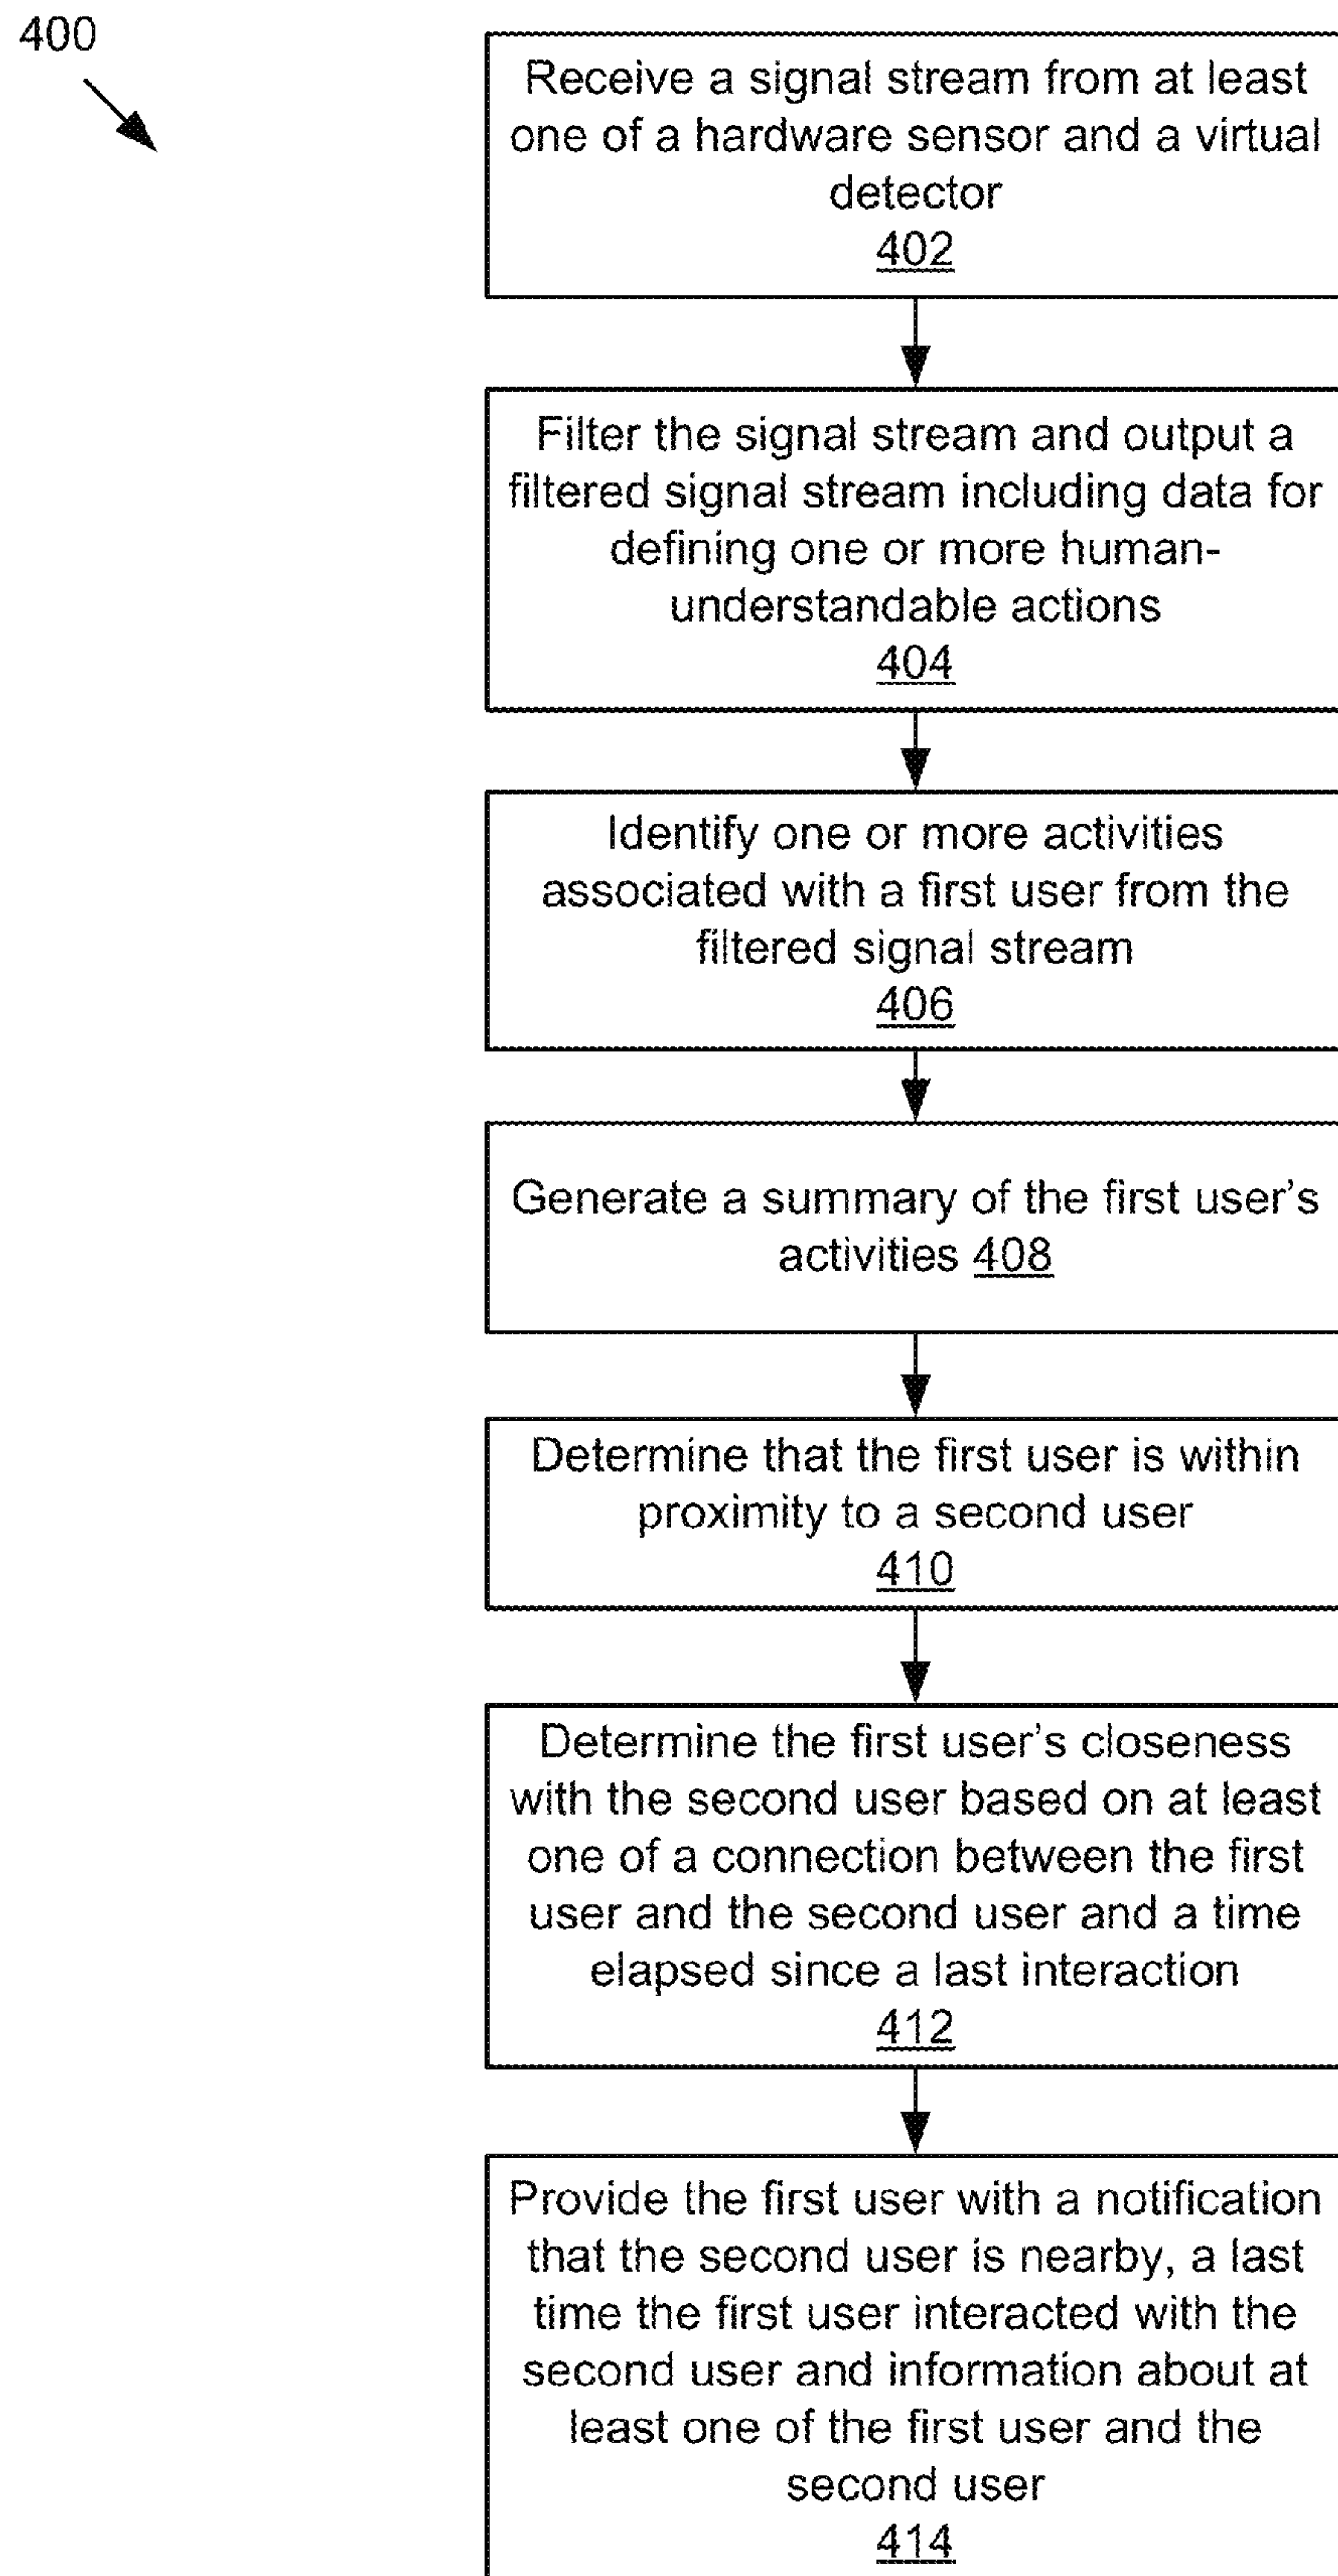 400
Receive a signal stream from at least
one of a hardware sensor and a virtual
detector
402
Filter the signal stream and output a
filtered signal stream including data for
defining one or more human-
understandable actions
404
Identify one or more activities
associated with a first user from the
filtered signal stream
406
Generate a summary of the first user’s
activities 408
Determine that the first user is within
proximity to a second user
410
Determine the first user’s closeness
with the second user based on at least
one of a connection between the first
user and the second user and a time
elapsed since a last interaction
412
Provide the first user with a notification
that the second user is nearby, a last
time the first user interacted with the
second user and information about at
least one of the first user and the
second user
414